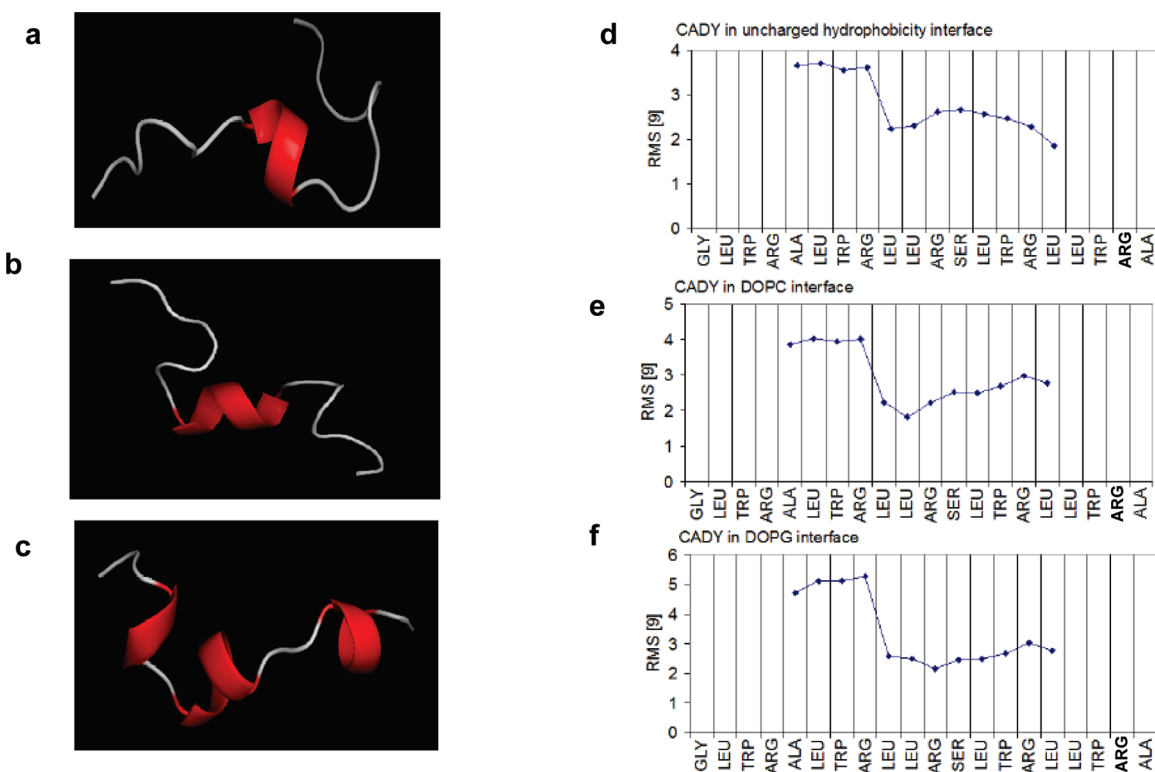 a
b
c
d
CADY in uncharged hydrophobicity interface
RMS [9]
4
3
2
1
0
GLY LEU TRP ARG ALA LEU TRP ARG LEU LEU ARG SER LEU TRP ARG LEU LEU TRP ARG ALA
e
CADY in DOPC interface
RMS [9]
5
4
3
2
1
0
GLY LEU TRP ARG ALA LEU TRP ARG LEU LEU ARG SER LEU TRP ARG LEU LEU TRP ARG ALA
f
CADY in DOPG interface
RMS [9]
6
5
4
3
2
1
0
GLY LEU TRP ARG ALA LEU TRP ARG LEU LEU ARG SER LEU TRP ARG LEU LEU TRP ARG ALA